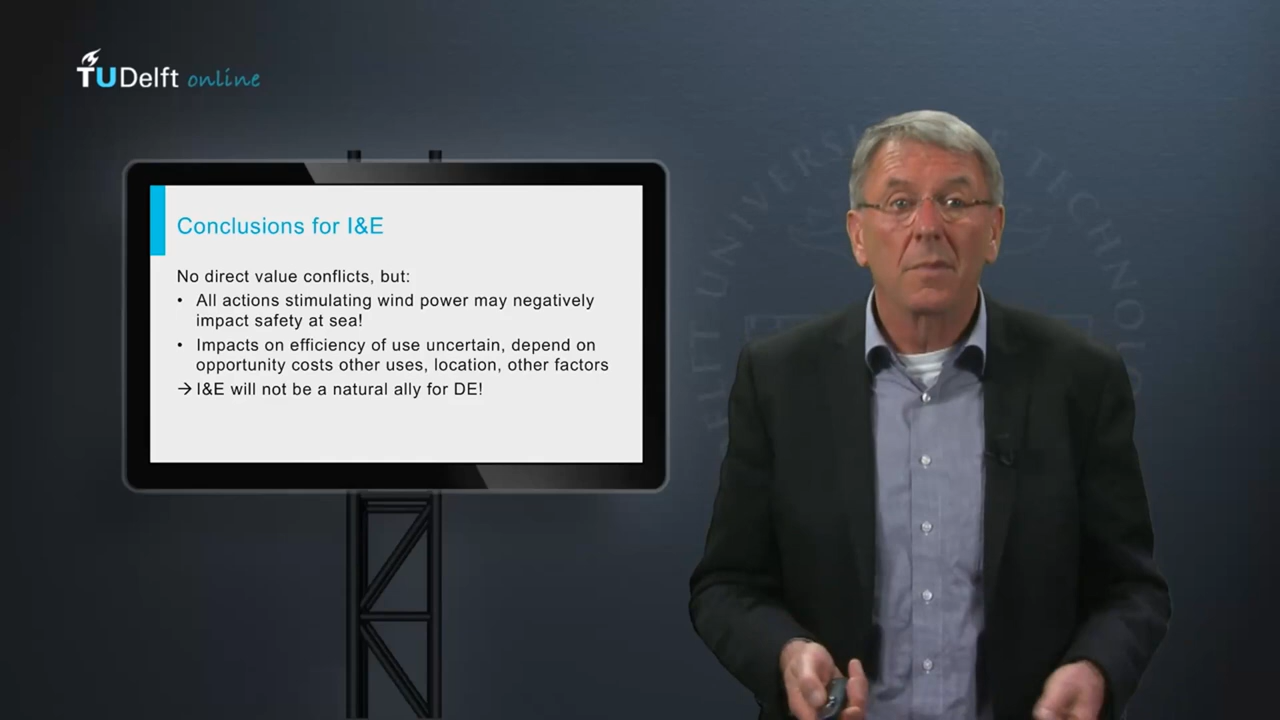 TUDelft online
Conclusions for I&E
No direct value conflicts, but:
• All actions stimulating wind power may negatively
impact safety at sea!
• Impacts on efficiency of use uncertain, depend on
opportunity costs other uses, location, other factors
→ I&E will not be a natural ally for DE!
UNIVERSI
TECHNOLO